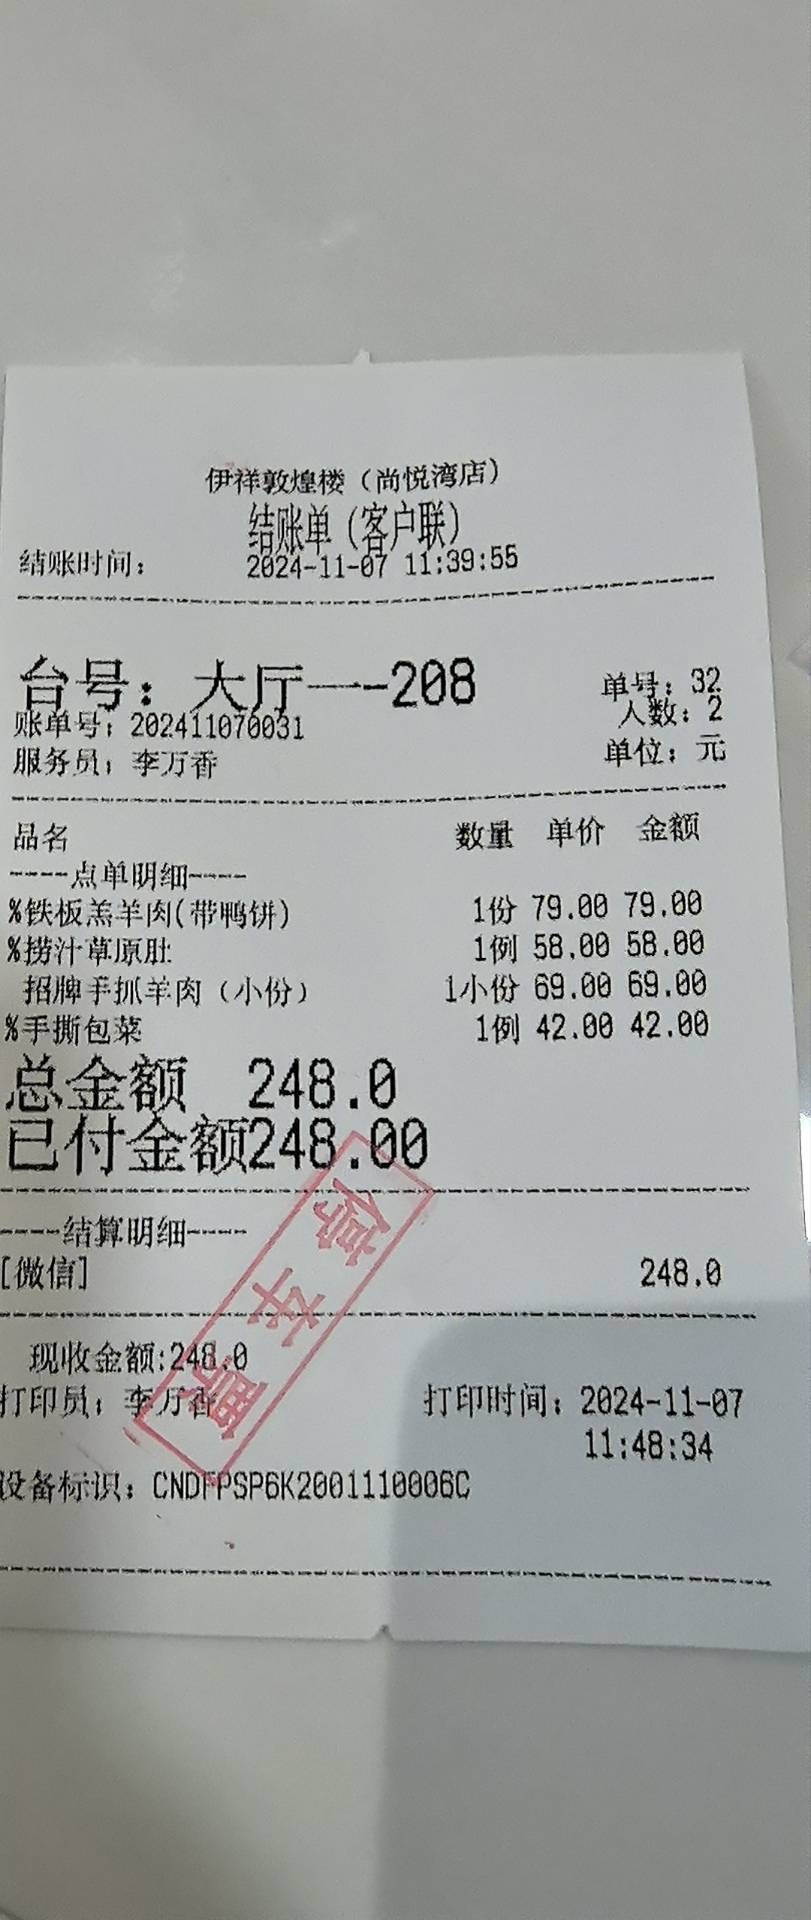 伊祥敦煌楼（尚悦湾店）
结账单（客户联）
结账时间： 2024-11-07 11:39:55
台号：大厅一-208 单号：32
账单号：202411070031 人数：2
服务员：李万香 单位：元
品名 数量 单价 金额
----点单明细----
%铁板羔羊肉(带鸭饼) 1份 79.00 79.00
%捞汁草原肚 1例 58.00 58.00
招牌手抓羊肉（小份） 1小份 69.00 69.00
%手撕包菜 1例 42.00 42.00
总金额 248.0
已付金额248.00
----结算明细----
[微信] 248.0
现收金额:248.0
打印员：李万香 打印时间：2024-11-07
11:48:34
设备标识：CNDFPSP6K2001110006C
停车票